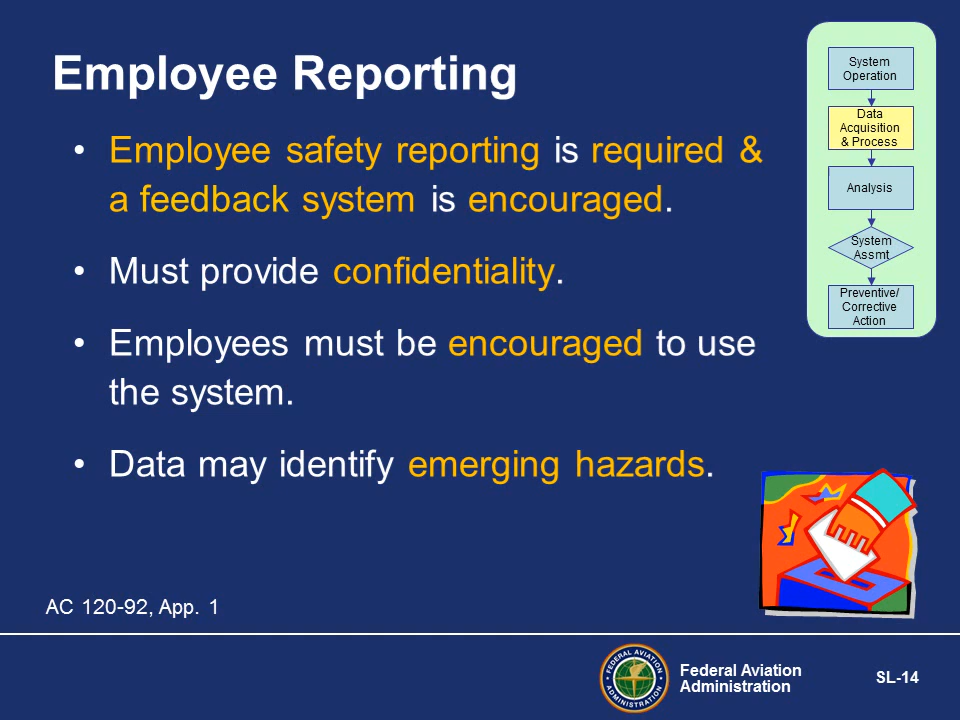 Employee Reporting
• Employee safety reporting is required &
a feedback system is encouraged.
• Must provide confidentiality.
• Employees must be encouraged to use
the system.
• Data may identify emerging hazards.
System
Operation
Data
Acquisition
& Process
Analysis
System
Assmt
Preventive/
Corrective
Action
AC 120-92, App. 1
FEDERAL AVIATION
ADMINISTRATION
Federal Aviation
Administration
SL-14